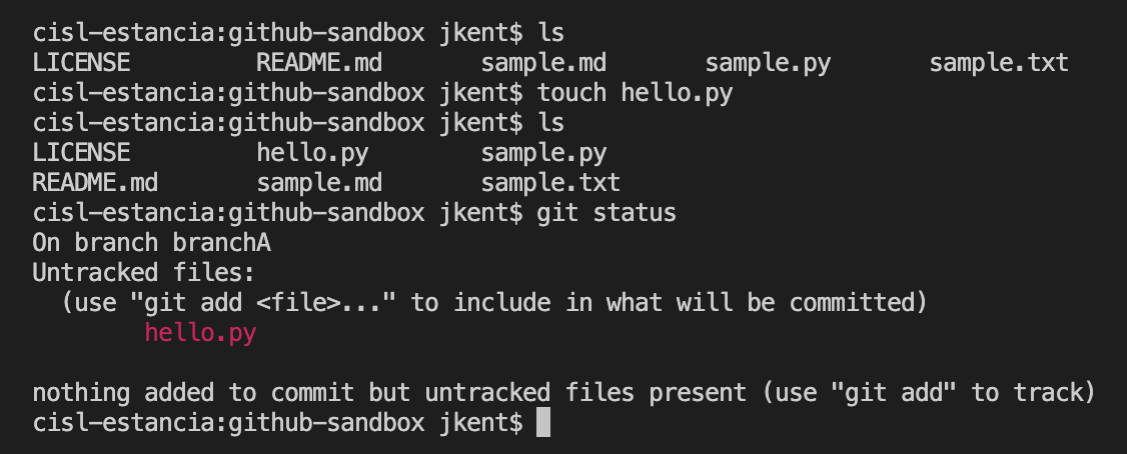 cisl-estancia:github-sandbox jkent$ ls
LICENSE         README.md       sample.md       sample.py       sample.txt
cisl-estancia:github-sandbox jkent$ touch hello.py
cisl-estancia:github-sandbox jkent$ ls
LICENSE         hello.py        sample.py
README.md       sample.md       sample.txt
cisl-estancia:github-sandbox jkent$ git status
On branch branchA
Untracked files:
  (use "git add <file>..." to include in what will be committed)
        hello.py

nothing added to commit but untracked files present (use "git add" to track)
cisl-estancia:github-sandbox jkent$